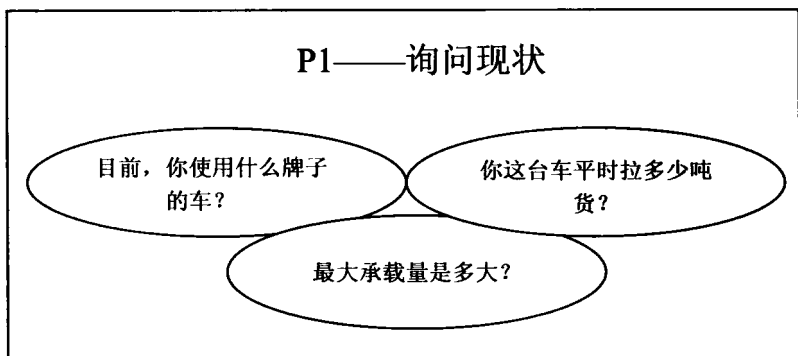 P1——询问现状
目前，你使用什么牌子
的车？
你这台车平时拉多少吨
货？
最大承载量是多大？